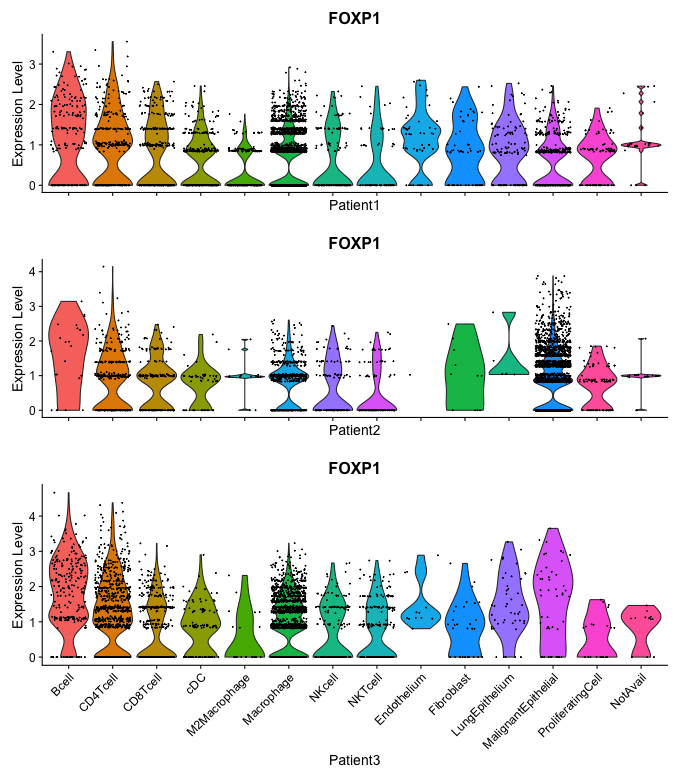 FOXP1
Expression Level
3
2
1
0
Patient1
FOXP1
Expression Level
4
3
2
1
0
Patient2
FOXP1
Expression Level
4
3
2
1
0
Bcell
CD4Tcell
CD8Tcell
cDC
M2Macrophage
Macrophage
NKcell
NKTcell
Endothelium
Fibroblast
LungEpithelium
MalignantEpithelial
ProliferatingCell
NotAvail
Patient3